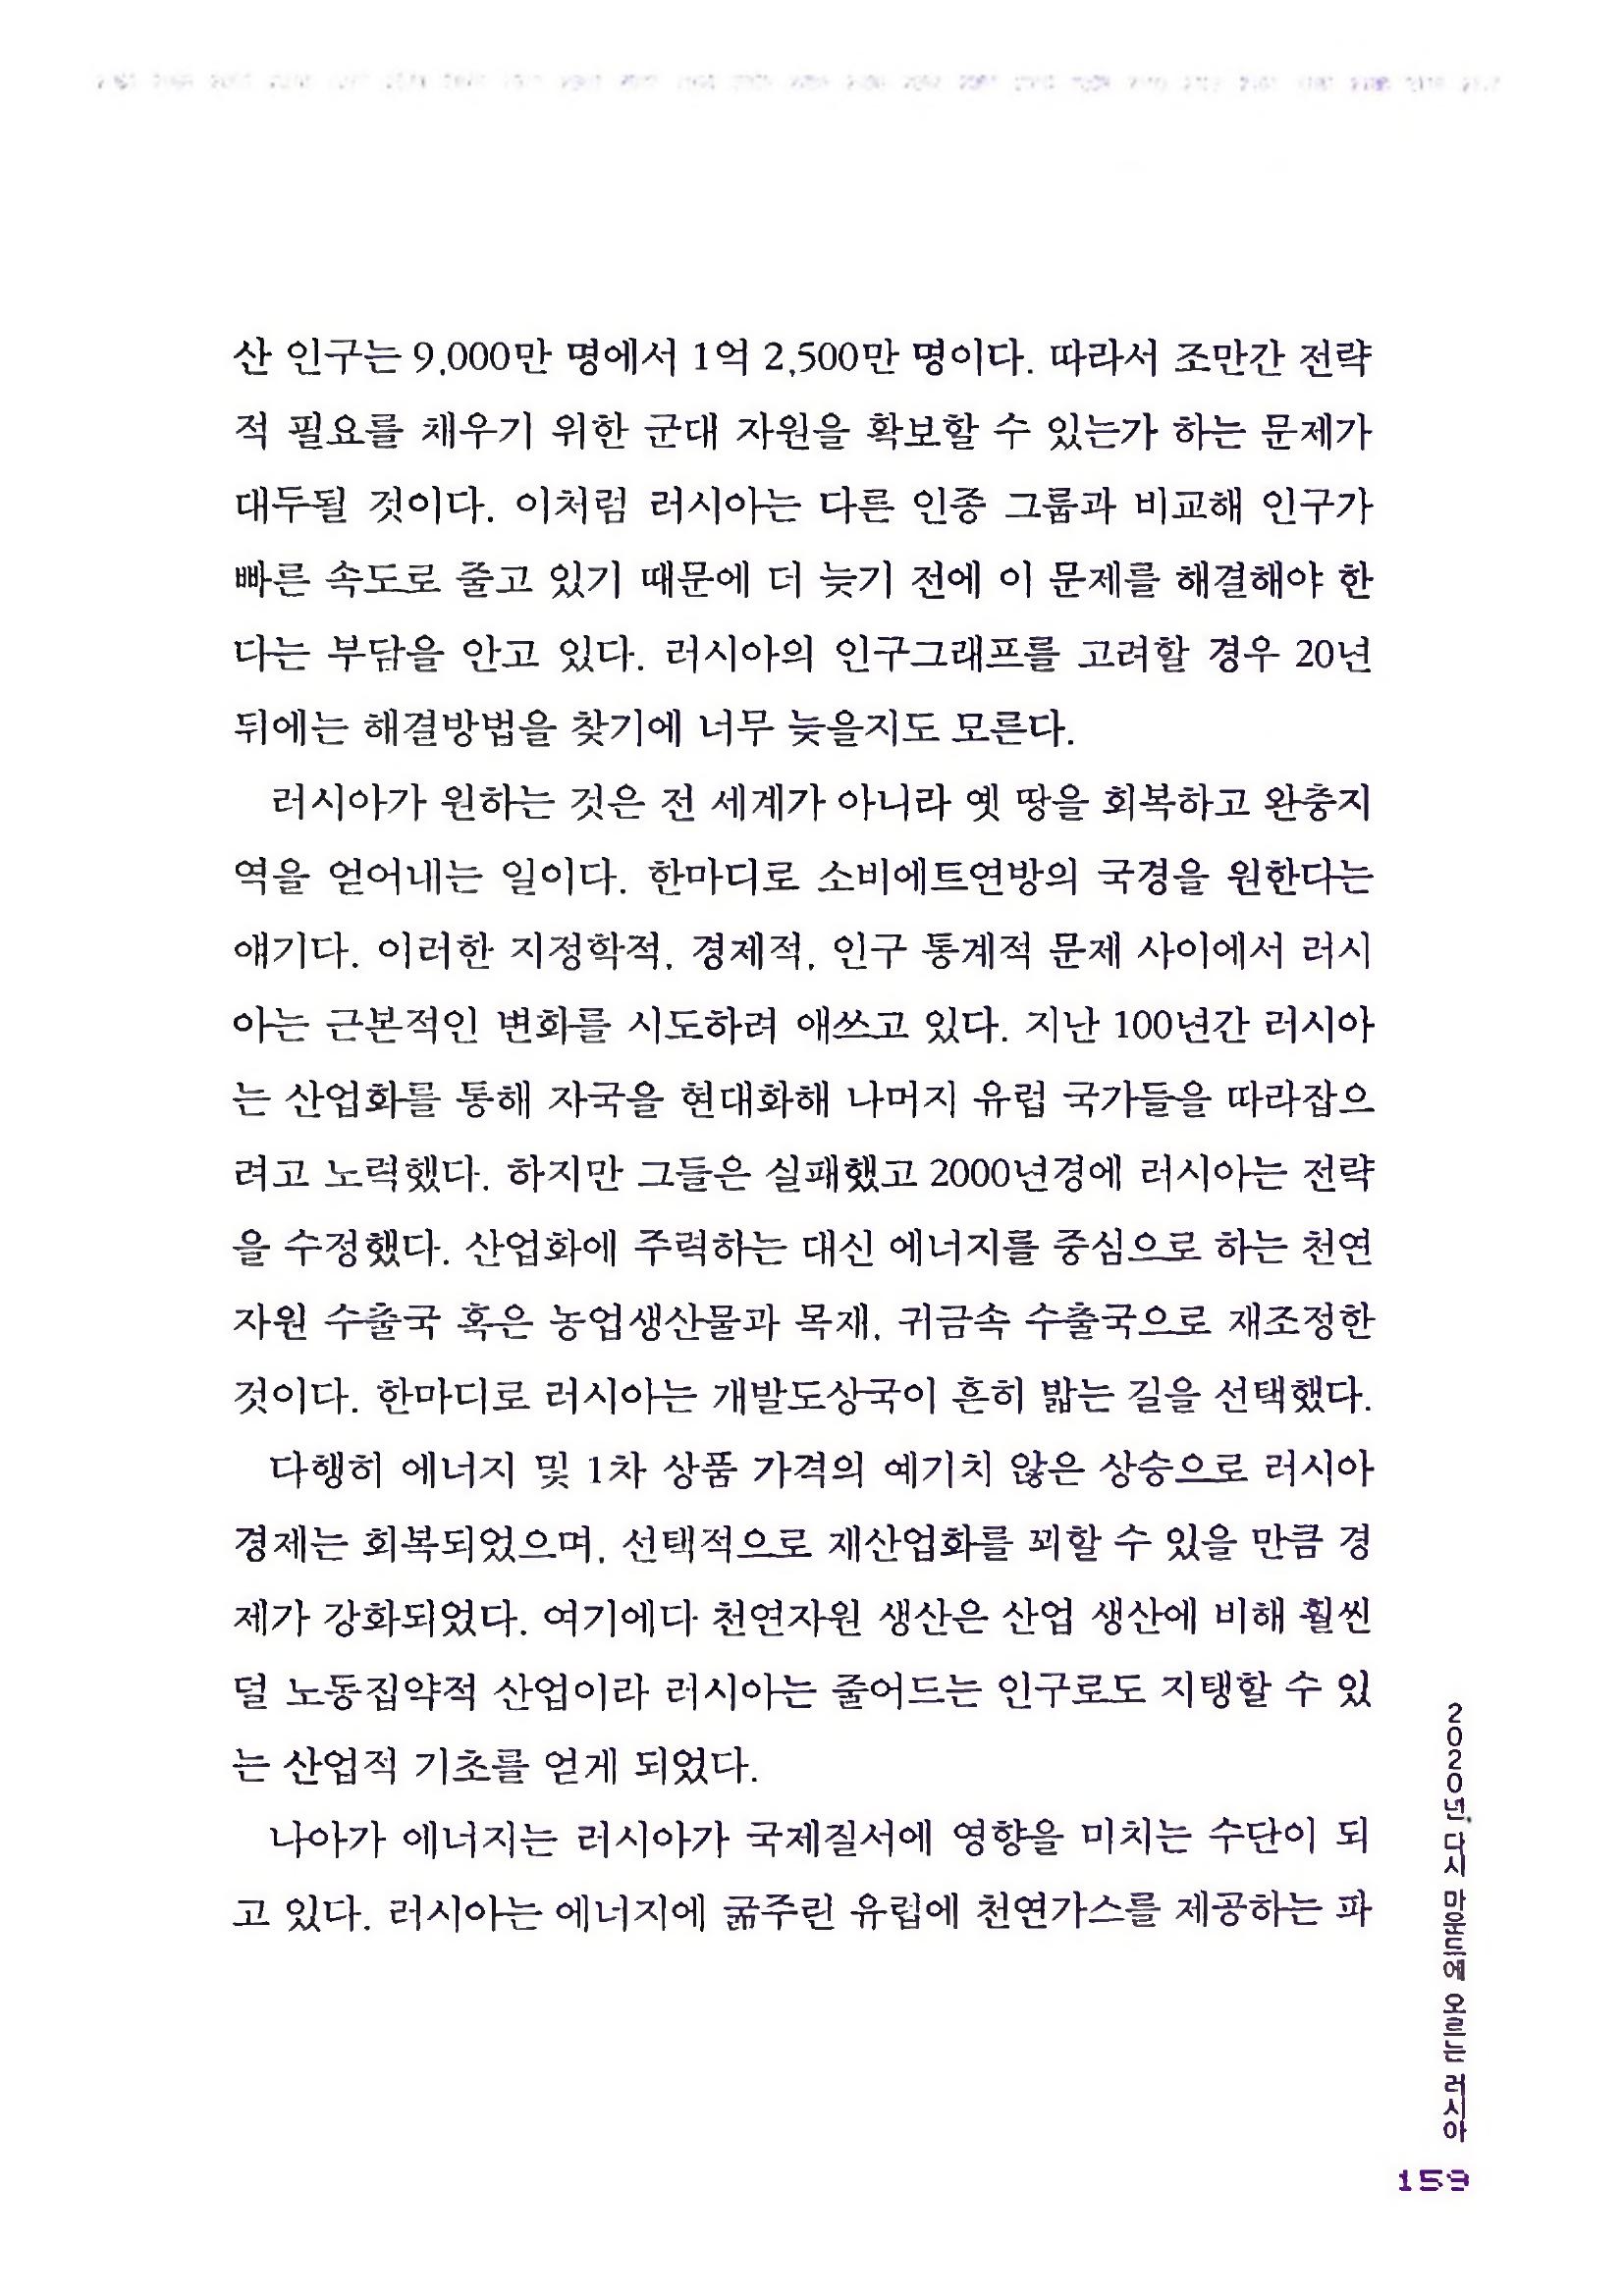 산 인구는 9,000만 명에서 1억 2,500만 명이다. 따라서 조만간 전략
적 필요를 채우기 위한 군대 자원을 확보할 수 있는가 하는 문제가
대두될 것이다. 이처럼 러시아는 다른 인종 그룹과 비교해 인구가
빠른 속도로 줄고 있기 때문에 더 늦기 전에 이 문제를 해결해야 한
다는 부담을 안고 있다. 러시아의 인구그래프를 고려할 경우 20년
뒤에는 해결방법을 찾기에 너무 늦을지도 모른다.
러시아가 원하는 것은 전 세계가 아니라 옛 땅을 회복하고 완충지
역을 얻어내는 일이다. 한마디로 소비에트연방의 국경을 원한다는
얘기다. 이러한 지정학적, 경제적, 인구 통계적 문제 사이에서 러시
아는 근본적인 변화를 시도하려 애쓰고 있다. 지난 100년간 러시아
는 산업화를 통해 자국을 현대화해 나머지 유럽 국가들을 따라잡으
려고 노력했다. 하지만 그들은 실패했고 2000년경에 러시아는 전략
을 수정했다. 산업화에 주력하는 대신 에너지를 중심으로 하는 천연
자원 수출국 혹은 농업생산물과 목재, 귀금속 수출국으로 재조정한
것이다. 한마디로 러시아는 개발도상국이 흔히 밟는 길을 선택했다.
다행히 에너지 및 1차 상품 가격의 예기치 않은 상승으로 러시아
경제는 회복되었으며, 선택적으로 재산업화를 꾀할 수 있을 만큼 경
제가 강화되었다. 여기에다 천연자원 생산은 산업 생산에 비해 훨씬
덜 노동집약적 산업이라 러시아는 줄어드는 인구로도 지탱할 수 있
는 산업적 기초를 얻게 되었다.
나아가 에너지는 러시아가 국제질서에 영향을 미치는 수단이 되
고 있다. 러시아는 에너지에 굶주린 유럽에 천연가스를 제공하는 파
2020년, 다시 마운드에 오르는 러시아
159